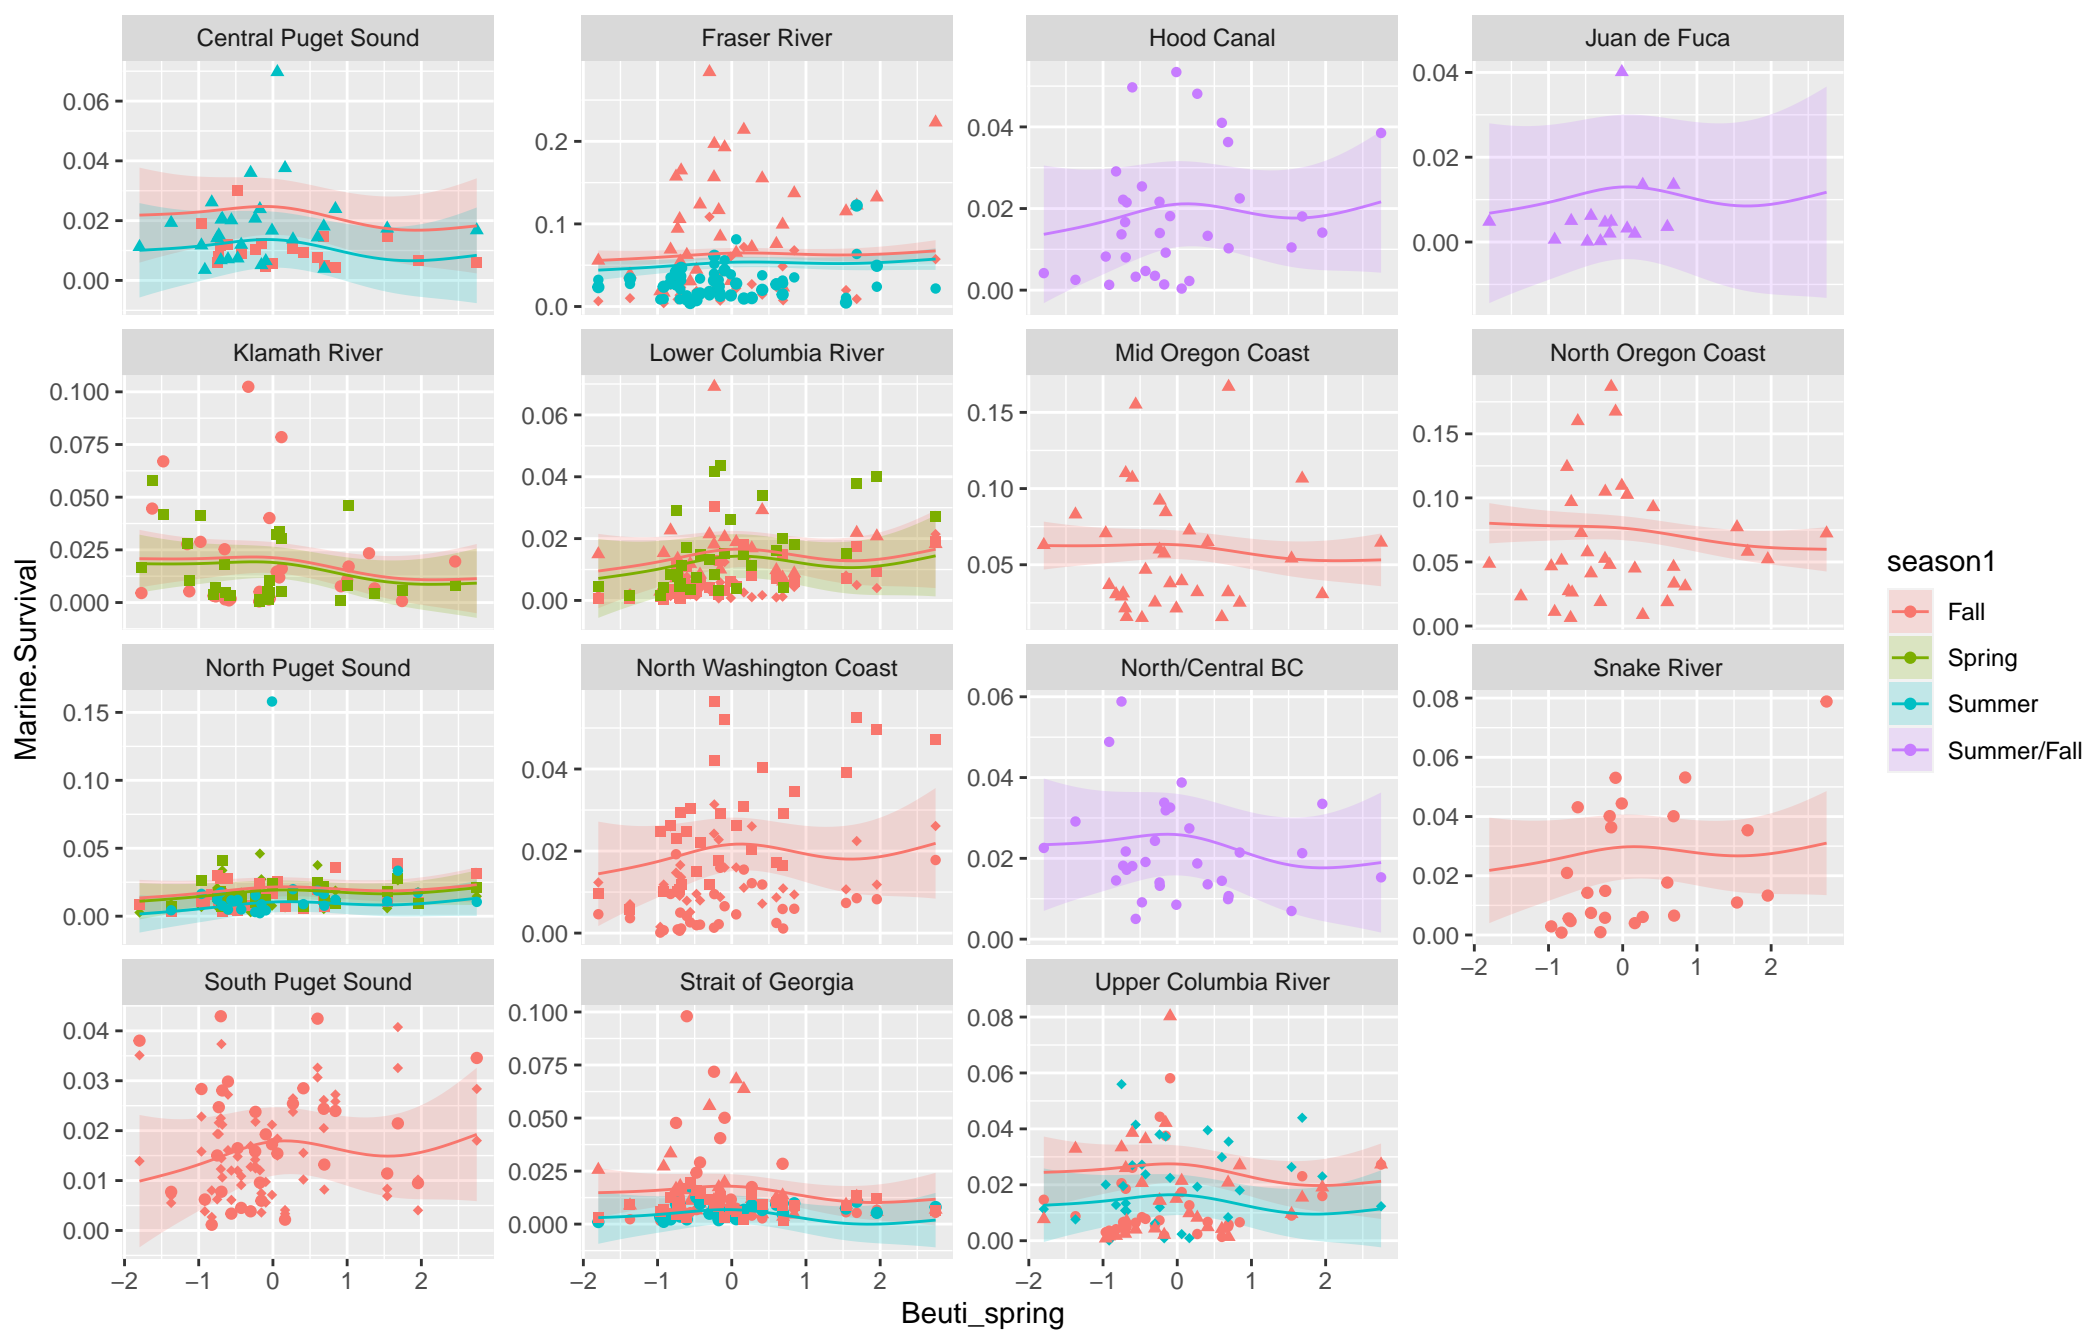 Central Puget Sound
Fraser River
Hood Canal
Juan de Fuca
0.06
0.04
0.02
0.00
0.2
0.1
0.0
0.04
0.02
0.00
0.04
0.02
0.00
Klamath River
Lower Columbia River
Mid Oregon Coast
North Oregon Coast
0.100
0.075
0.050
0.025
0.000
0.06
0.04
0.02
0.00
0.15
0.10
0.05
0.15
0.10
0.05
0.00
North Puget Sound
North Washington Coast
North/Central BC
Snake River
0.15
0.10
0.05
0.00
0.04
0.02
0.00
0.06
0.04
0.02
0.00
0.08
0.06
0.04
0.02
0.00
−2 −1 0 1 2
South Puget Sound
Strait of Georgia
Upper Columbia River
0.04
0.03
0.02
0.01
0.00
0.100
0.075
0.050
0.025
0.000
0.08
0.06
0.04
0.02
0.00
−2 −1 0 1 2
−2 −1 0 1 2
−2 −1 0 1 2
Beuti_spring
Marine.Survival
season1
Fall
Spring
Summer
Summer/Fall